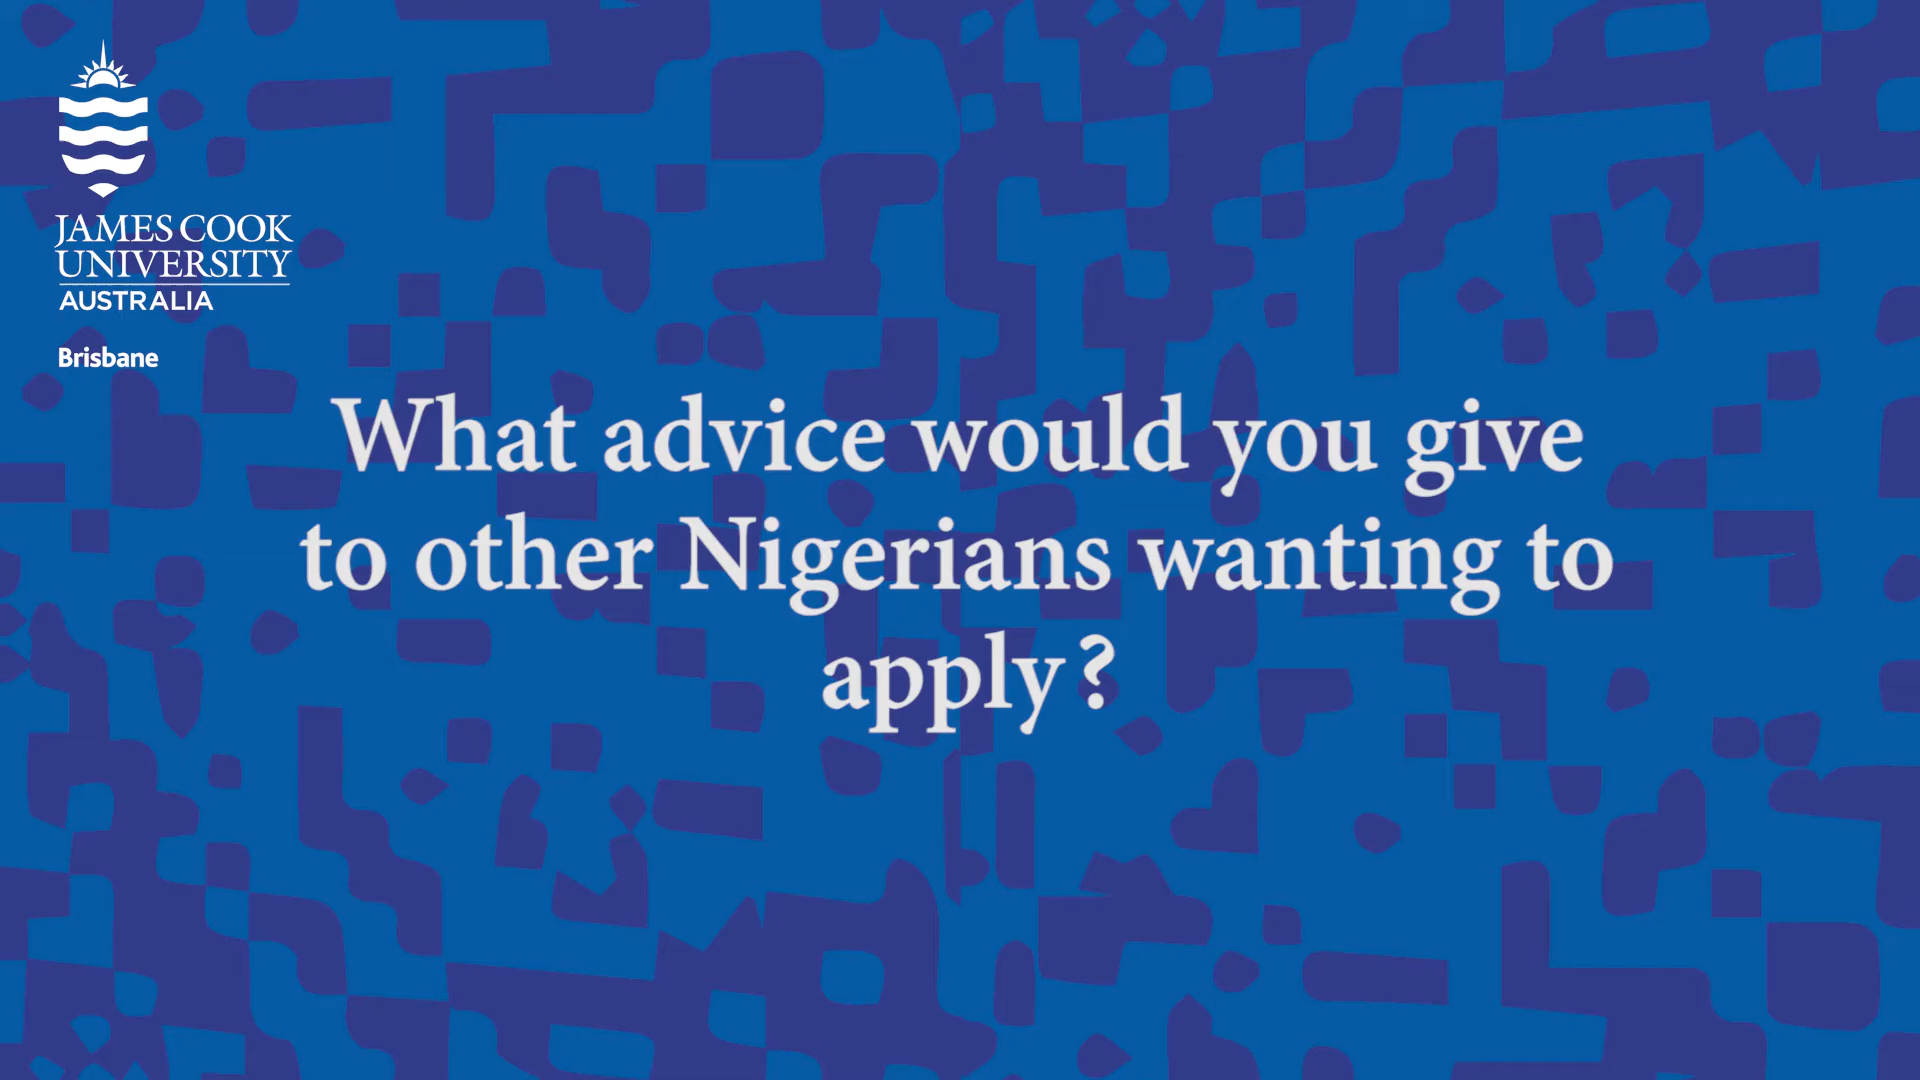 JAMES COOK
UNIVERSITY
AUSTRALIA
Brisbane
What advice would you give
to other Nigerians wanting to
apply?